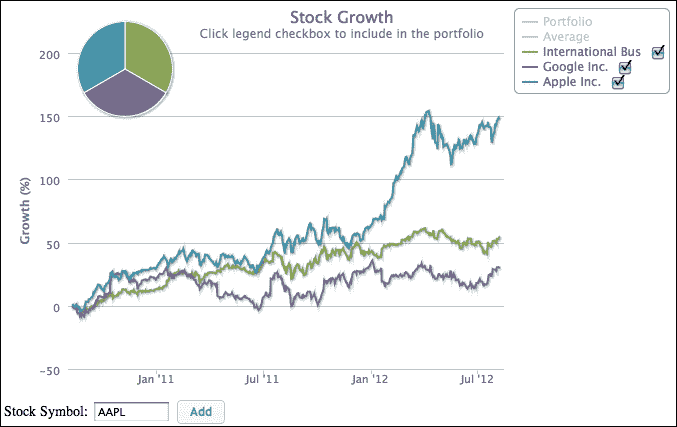 Stock Growth
Click legend checkbox to include in the portfolio
Portfolio
Average
International Bus
Google Inc.
Apple Inc.
Growth (%)
200
150
100
50
0
-50
Jan '11
Jul '11
Jan '12
Jul '12
Stock Symbol: AAPL Add